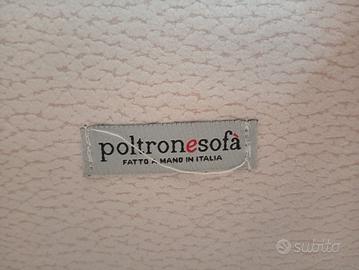 poltronesofà
FATTO A MANO IN ITALIA
subito